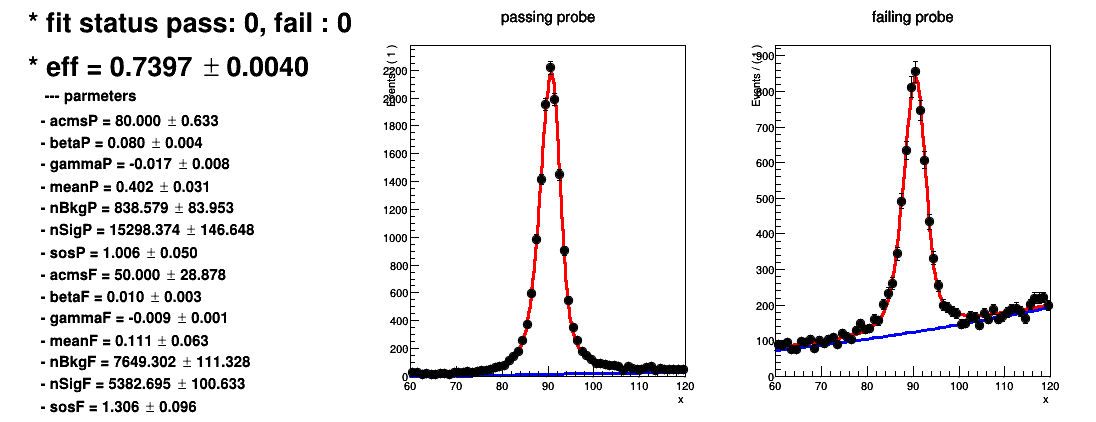 * fit status pass: 0, fail : 0
* eff = 0.7397 ± 0.0040
--- parmeters
- acmsP = 80.000 ± 0.633
- betaP = 0.080 ± 0.004
- gammaP = -0.017 ± 0.008
- meanP = 0.402 ± 0.031
- nBkgP = 838.579 ± 83.953
- nSigP = 15298.374 ± 146.648
- sosP = 1.006 ± 0.050
- acmsF = 50.000 ± 28.878
- betaF = 0.010 ± 0.003
- gammaF = -0.009 ± 0.001
- meanF = 0.111 ± 0.063
- nBkgF = 7649.302 ± 111.328
- nSigF = 5382.695 ± 100.633
- sosF = 1.306 ± 0.096
passing probe
Events / ( 1 )
2200
2000
1800
1600
1400
1200
1000
800
600
400
200
0
60 70 80 90 100 110 120
x
failing probe
Events / ( 1 )
900
800
700
600
500
400
300
200
100
0
60 70 80 90 100 110 120
x